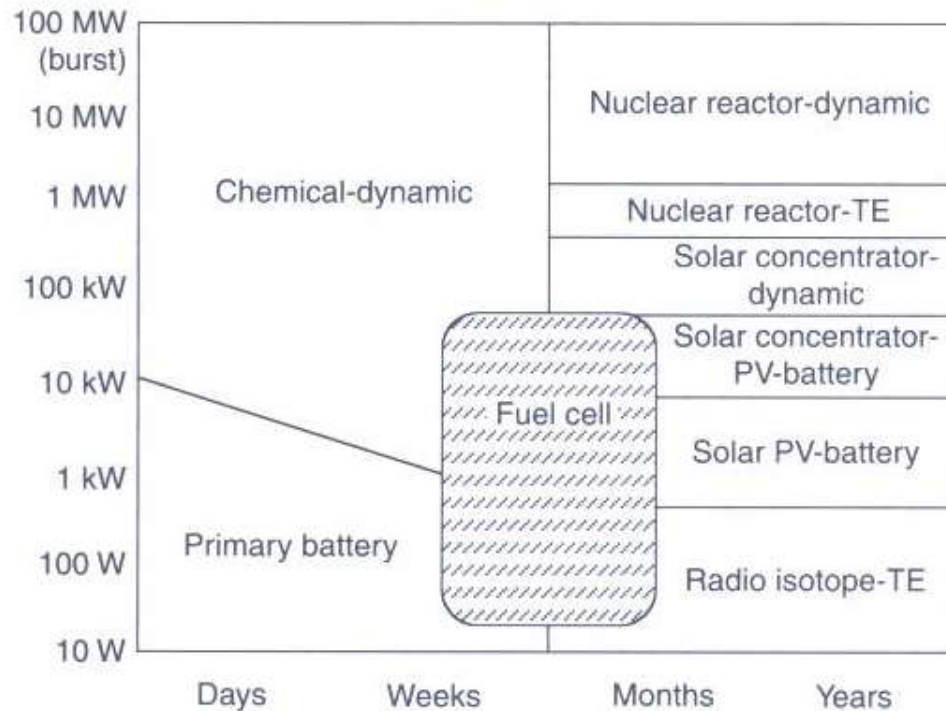 100 MW
(burst)
10 MW
1 MW
100 kW
10 kW
1 kW
100 W
10 W
Chemical-dynamic
Primary battery
Fuel cell
Nuclear reactor-dynamic
Nuclear reactor-TE
Solar concentrator-
dynamic
Solar concentrator-
PV-battery
Solar PV-battery
Radio isotope-TE
Days
Weeks
Months
Years